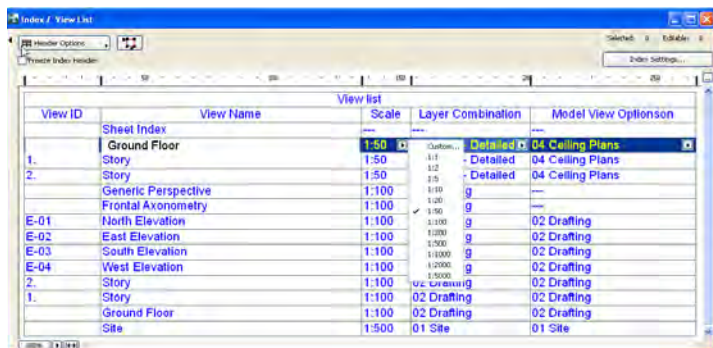 Index / View List
Header Options
Freeze Index Header
Selected: 0 Editable: 0
Index Settings...
View list
View ID View Name Scale Layer Combination Model View Optionson
Sheet Index --- --- ---
Ground Floor 1:50 - Detailed 04 Ceiling Plans
1. Story 1:50 - Detailed 04 Ceiling Plans
2. Story 1:50 - Detailed 04 Ceiling Plans
Generic Perspective 1:100 g ---
Frontal Axonometry 1:100 g ---
E-01 North Elevation 1:100 g 02 Drafting
E-02 East Elevation 1:100 g 02 Drafting
E-03 South Elevation 1:100 g 02 Drafting
E-04 West Elevation 1:100 g 02 Drafting
2. Story 1:100 02 Drafting 02 Drafting
1. Story 1:100 02 Drafting 02 Drafting
Ground Floor 1:100 02 Drafting 02 Drafting
Site 1:500 01 Site 01 Site
Custom...
1:1
1:2
1:5
1:10
1:20
1:50
1:100
1:200
1:500
1:1000
1:2000
1:5000